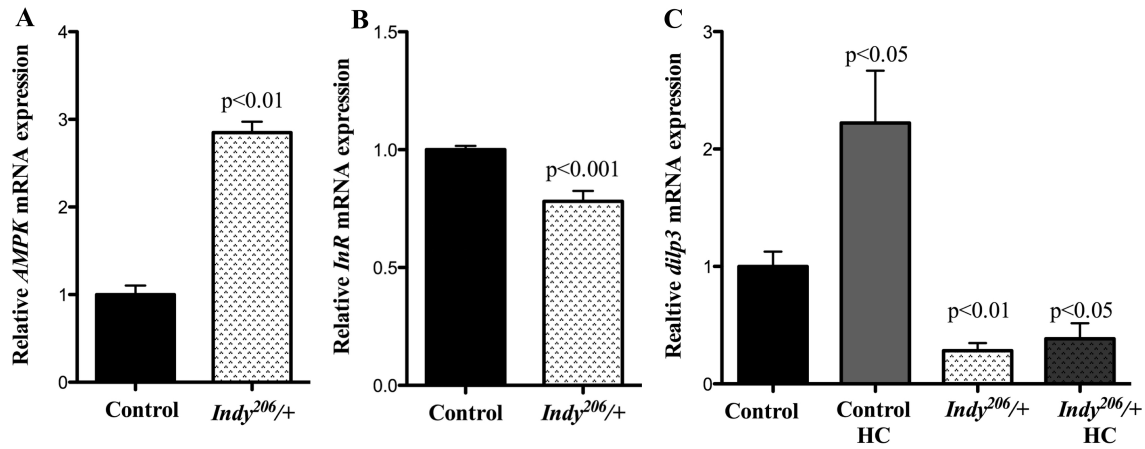 A
Relative AMPK mRNA expression
4
3
2
1
0
p<0.01
Control
Indy206/+
B
Relative InR mRNA expression
1.5
1.0
0.5
0.0
p<0.001
Control
Indy206/+
C
Realtive dilp3 mRNA expression
3
2
1
0
p<0.05
p<0.01
p<0.05
Control
Control
HC
Indy206/+
Indy206/+
HC